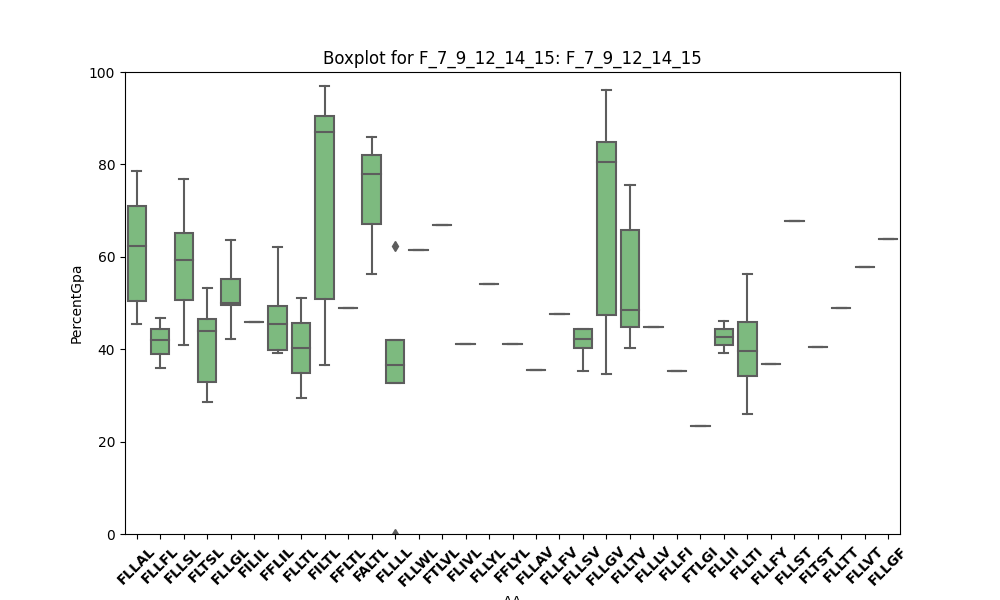 Boxplot for F_7_9_12_14_15: F_7_9_12_14_15
PercentGpa
100
80
60
40
20
0
FLLAL
FLLFL
FLLSL
FLTSL
FLLGL
FILIL
FFLIL
FLLTL
FILTL
FFLTL
FALTL
FLLLL
FLLWL
FTLVL
FLIVL
FLLYL
FFLYL
FLLAV
FLLFV
FLLSV
FLLGV
FLLTV
FLLLV
FLLFI
FTLGI
FLLII
FLLTI
FLLFY
FLLST
FLTST
FLLTT
FLLVT
FLLGF
AA